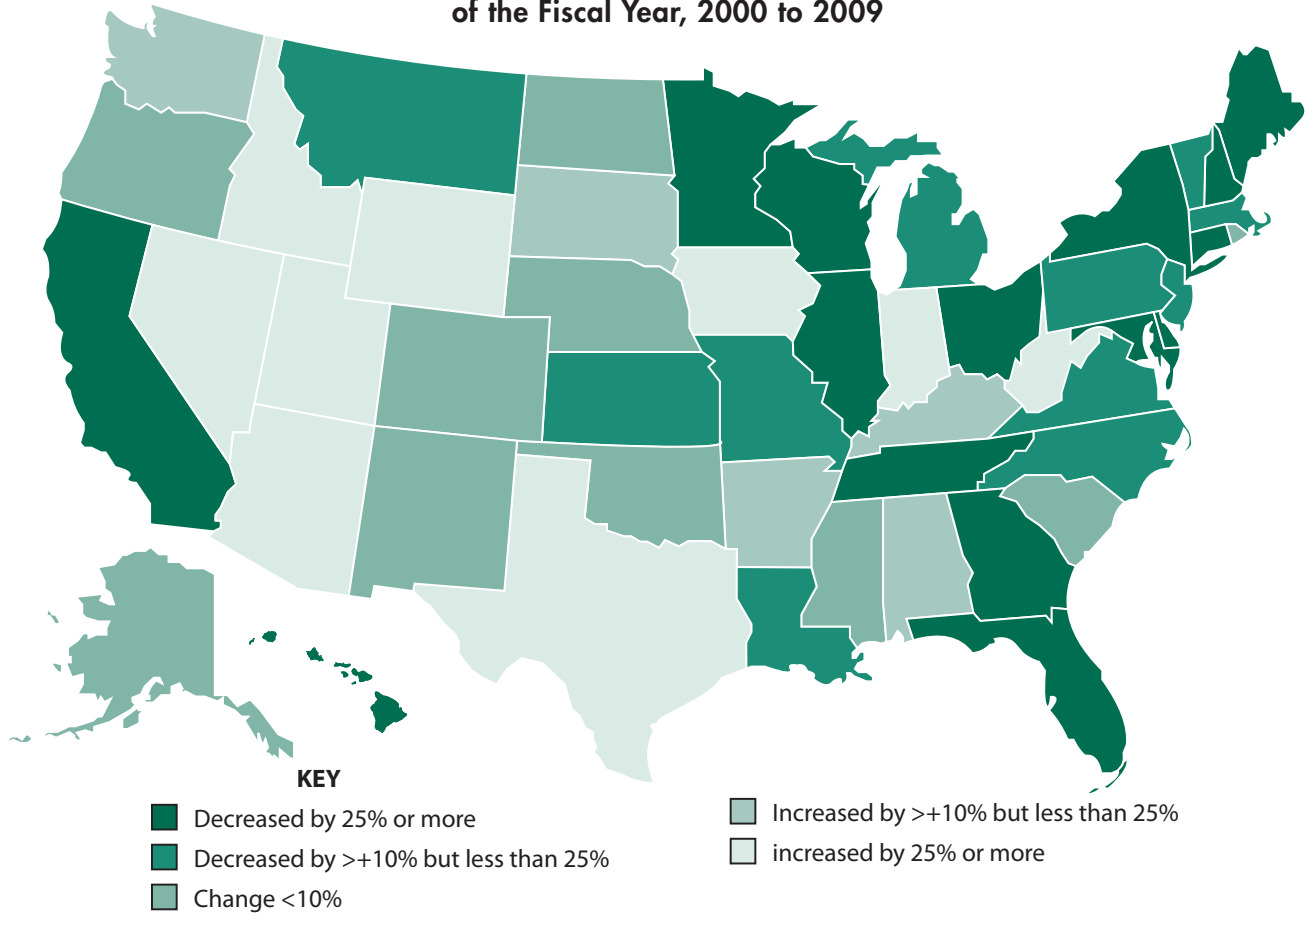 of the Fiscal Year, 2000 to 2009
KEY
Decreased by 25% or more
Decreased by >+10% but less than 25%
Change <10%
Increased by >+10% but less than 25%
increased by 25% or more